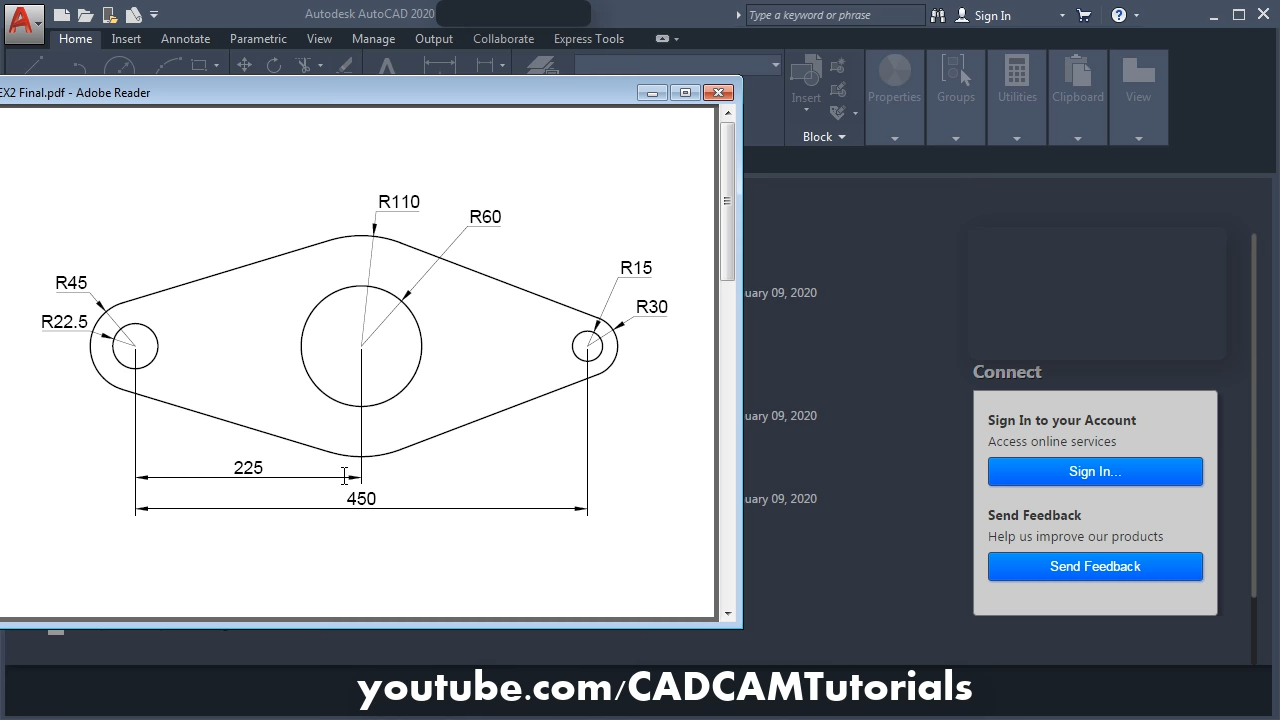 Autodesk AutoCAD 2020
Type a keyword or phrase
Sign In
Home Insert Annotate Parametric View Manage Output Collaborate Express Tools
Insert
Properties
Groups
Utilities
Clipboard
View
Block
EX2 Final.pdf - Adobe Reader
R110
R60
R45
R15
R22.5
R30
225
450
uary 09, 2020
uary 09, 2020
uary 09, 2020
Connect
Sign In to your Account
Access online services
Sign In...
Send Feedback
Help us improve our products
Send Feedback
youtube.com/CADCAMTutorials